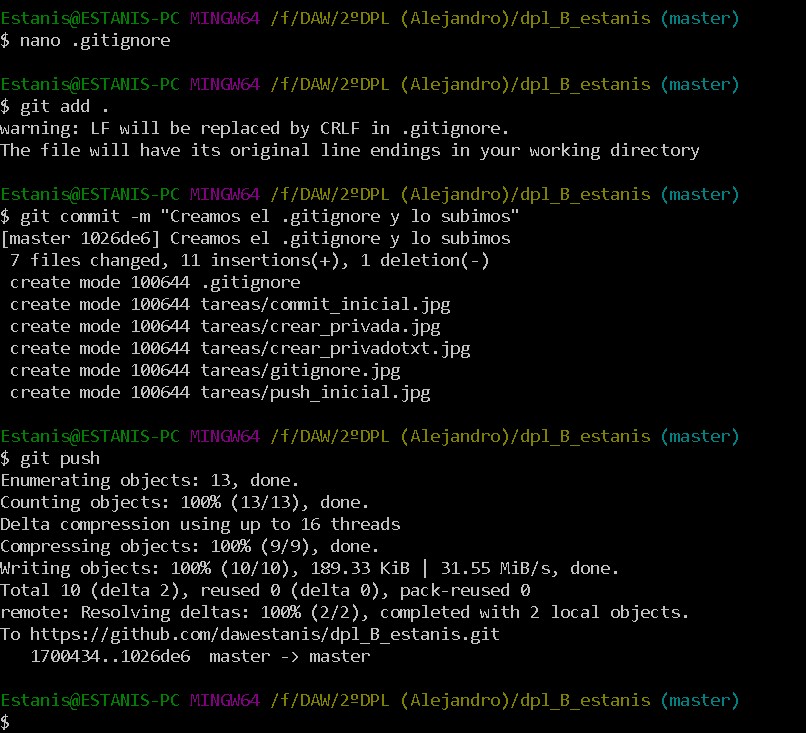 Estanis@ESTANIS-PC MINGW64 /f/DAW/2ºDPL (Alejandro)/dpl_B_estanis (master)
$ nano .gitignore
Estanis@ESTANIS-PC MINGW64 /f/DAW/2ºDPL (Alejandro)/dpl_B_estanis (master)
$ git add .
warning: LF will be replaced by CRLF in .gitignore.
The file will have its original line endings in your working directory
Estanis@ESTANIS-PC MINGW64 /f/DAW/2ºDPL (Alejandro)/dpl_B_estanis (master)
$ git commit -m "Creamos el .gitignore y lo subimos"
[master 1026de6] Creamos el .gitignore y lo subimos
 7 files changed, 11 insertions(+), 1 deletion(-)
 create mode 100644 .gitignore
 create mode 100644 tareas/commit_inicial.jpg
 create mode 100644 tareas/crear_privada.jpg
 create mode 100644 tareas/crear_privadotxt.jpg
 create mode 100644 tareas/gitignore.jpg
 create mode 100644 tareas/push_inicial.jpg
Estanis@ESTANIS-PC MINGW64 /f/DAW/2ºDPL (Alejandro)/dpl_B_estanis (master)
$ git push
Enumerating objects: 13, done.
Counting objects: 100% (13/13), done.
Delta compression using up to 16 threads
Compressing objects: 100% (9/9), done.
Writing objects: 100% (10/10), 189.33 KiB | 31.55 MiB/s, done.
Total 10 (delta 2), reused 0 (delta 0), pack-reused 0
remote: Resolving deltas: 100% (2/2), completed with 2 local objects.
To https://github.com/dawestanis/dpl_B_estanis.git
   1700434..1026de6  master -> master
Estanis@ESTANIS-PC MINGW64 /f/DAW/2ºDPL (Alejandro)/dpl_B_estanis (master)
$